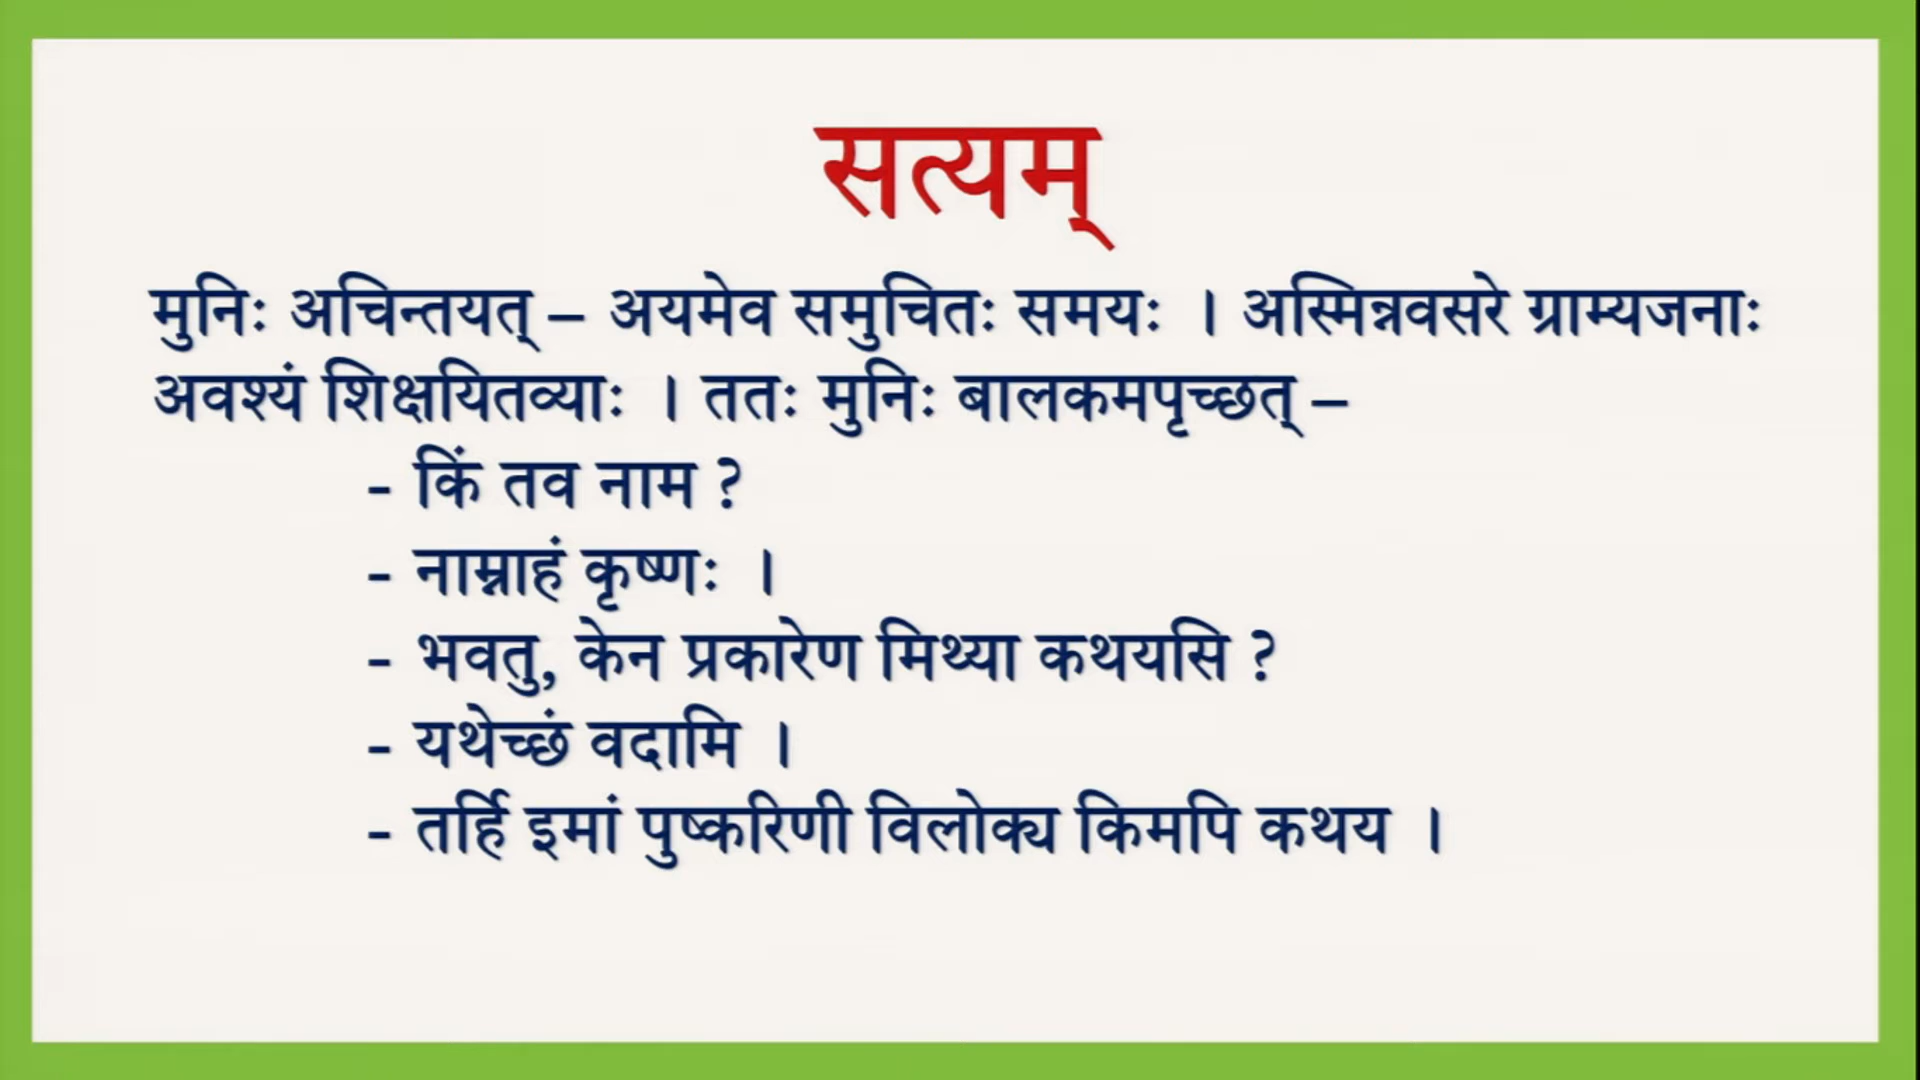 सत्यम्
मुनिः अचिन्तयत् – अयमेव समुचितः समयः । अस्मिन्नवसरे ग्राम्यजनाः
अवश्यं शिक्षयितव्याः । ततः मुनिः बालकमपृच्छत् –
- किं तव नाम ?
- नाम्नाहं कृष्णः ।
- भवतु, केन प्रकारेण मिथ्या कथयसि ?
- यथेच्छं वदामि ।
- तर्हि इमां पुष्करिणी विलोक्य किमपि कथय ।